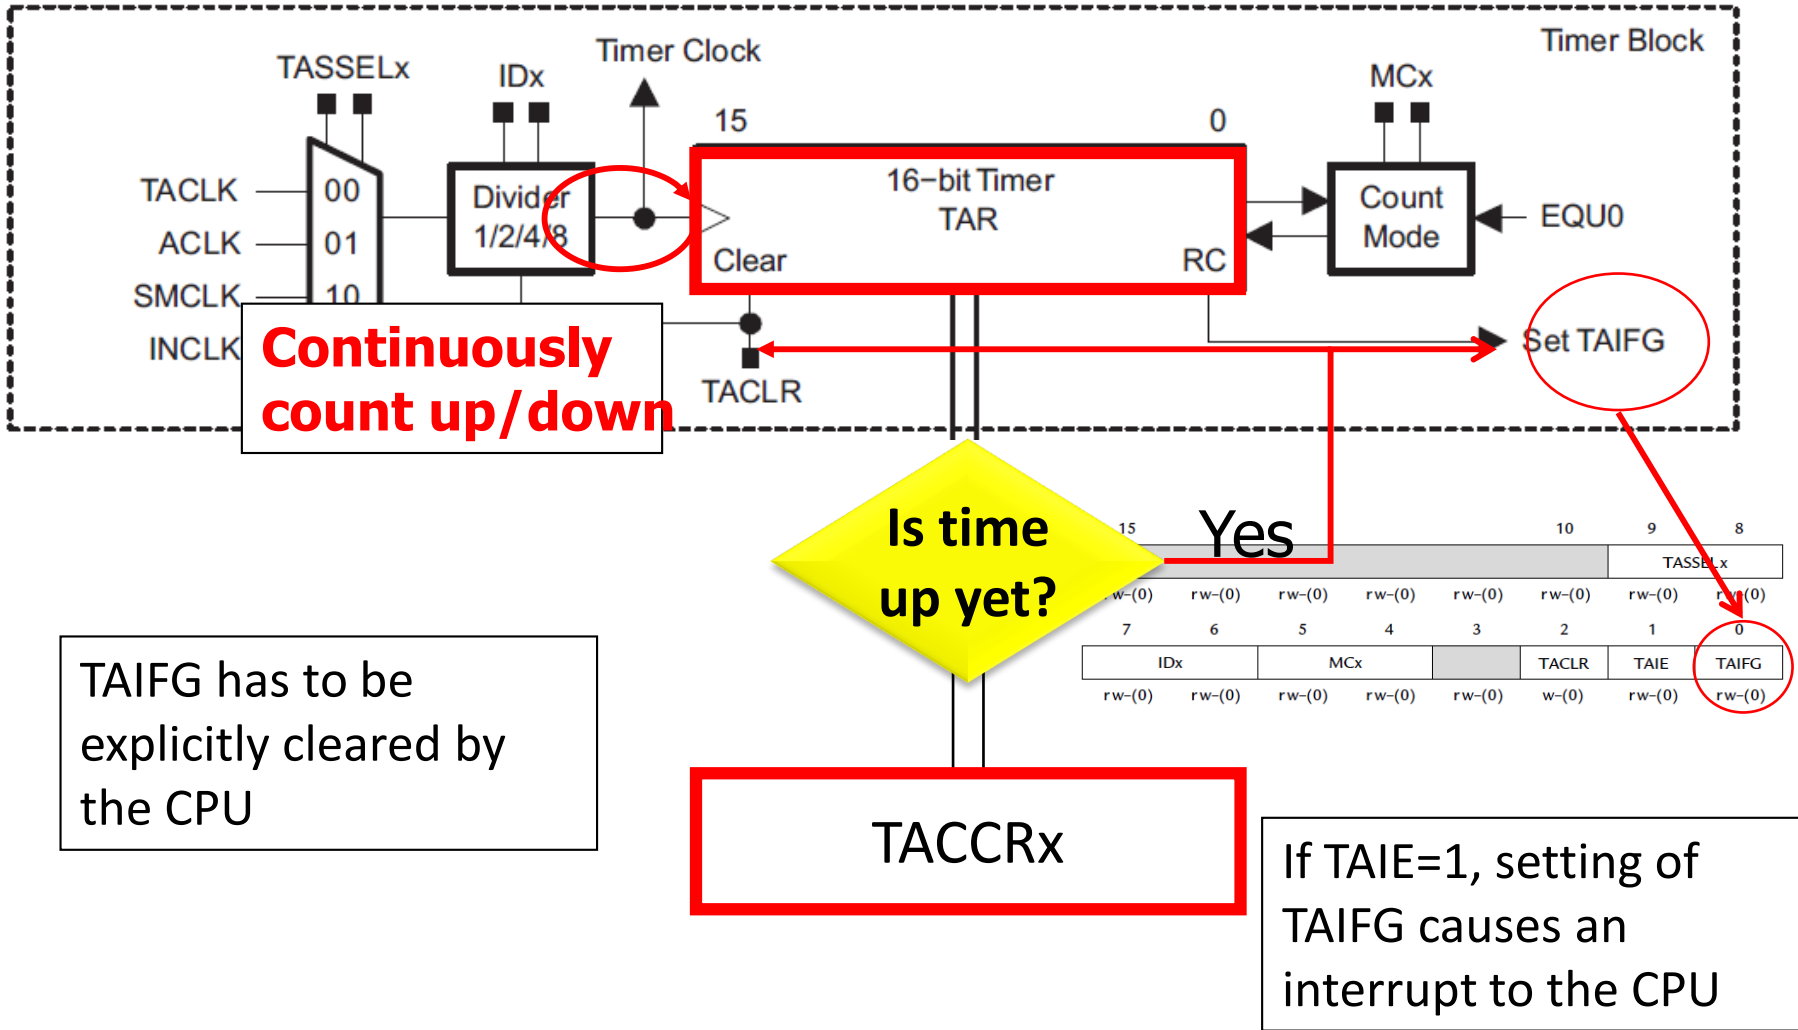 Timer Block
TASSELx
IDx
Timer Clock
MCx
15
0
TACLK
00
Divider
1/2/4/8
16−bit Timer
TAR
Count
Mode
EQU0
ACLK
01
Clear
RC
SMCLK
10
INCLK
Continuously
count up/down
TACLR
Set TAIFG
Is time
up yet?
Yes
15
10
9
8
TASSELx
rw-(0)
rw-(0)
rw-(0)
rw-(0)
rw-(0)
rw-(0)
rw-(0)
7
6
5
4
3
2
1
0
IDx
MCx
TACLR
TAIE
TAIFG
rw-(0)
rw-(0)
rw-(0)
rw-(0)
rw-(0)
w-(0)
rw-(0)
rw-(0)
TAIFG has to be
explicitly cleared by
the CPU
TACCRx
If TAIE=1, setting of
TAIFG causes an
interrupt to the CPU